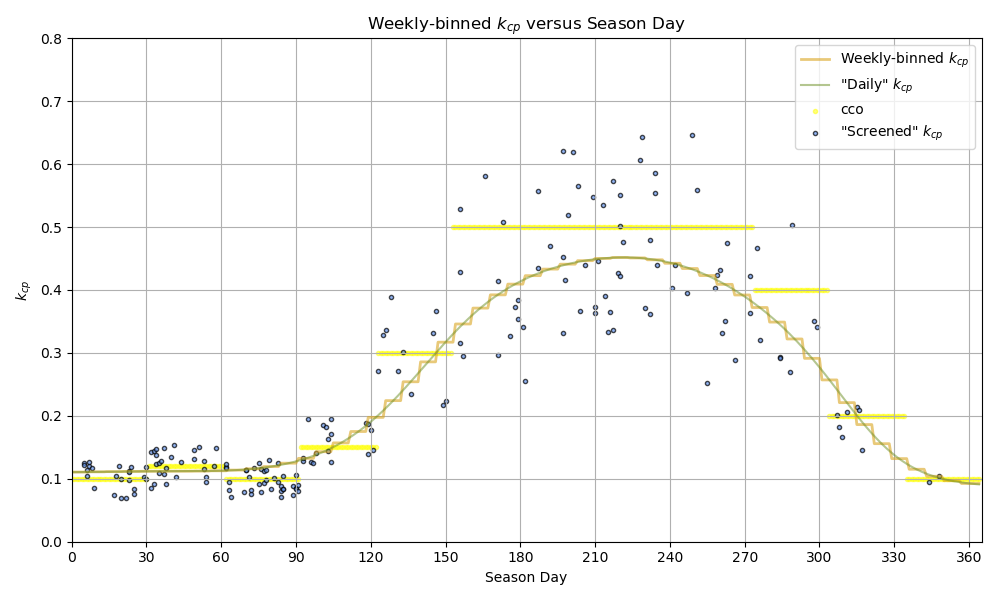 Weekly-binned k_cp versus Season Day
0.8
0.7
0.6
0.5
0.4
0.3
0.2
0.1
0.0
k_cp
Weekly-binned k_cp
"Daily" k_cp
cco
"Screened" k_cp
0 30 60 90 120 150 180 210 240 270 300 330 360
Season Day